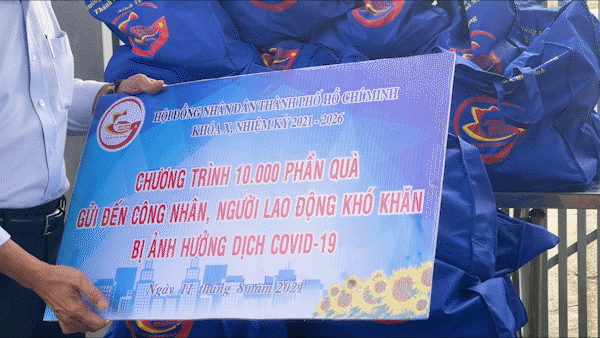 HỘI ĐỒNG NHÂN DÂN THÀNH PHỐ HỒ CHÍ MINH
KHÓA X, NHIỆM KỲ 2021 - 2026
CHƯƠNG TRÌNH 10.000 PHẦN QUÀ
GỬI ĐẾN CÔNG NHÂN, NGƯỜI LAO ĐỘNG KHÓ KHĂN
BỊ ẢNH HƯỞNG DỊCH COVID-19
Ngày 11 tháng 8 năm 2021